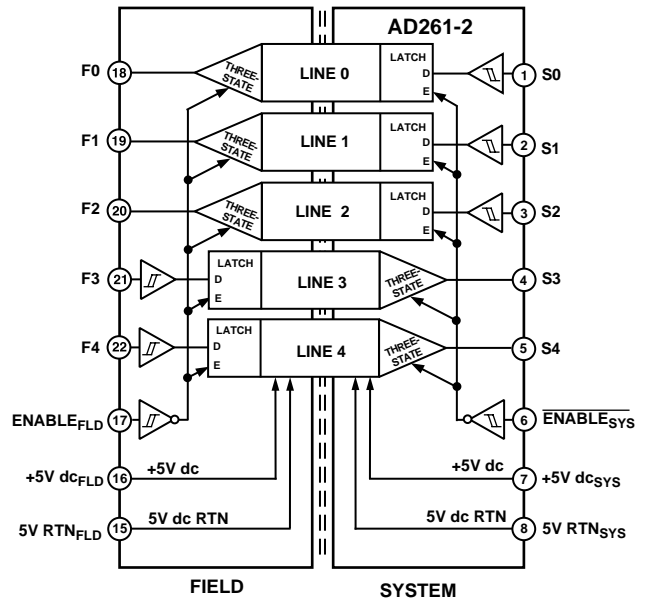 AD261-2
F0 18 THREE-STATE LINE 0 LATCH D E 1 S0
F1 19 THREE-STATE LINE 1 LATCH D E 2 S1
F2 20 THREE-STATE LINE 2 LATCH D E 3 S2
F3 21 LATCH D E LINE 3 THREE-STATE 4 S3
F4 22 LATCH D E LINE 4 THREE-STATE 5 S4
ENABLEFLD 17 6 ENABLESYS
+5V dcFLD 16 +5V dc +5V dc 7 +5V dcSYS
5V RTNFLD 15 5V dc RTN 5V dc RTN 8 5V RTNSYS
FIELD SYSTEM